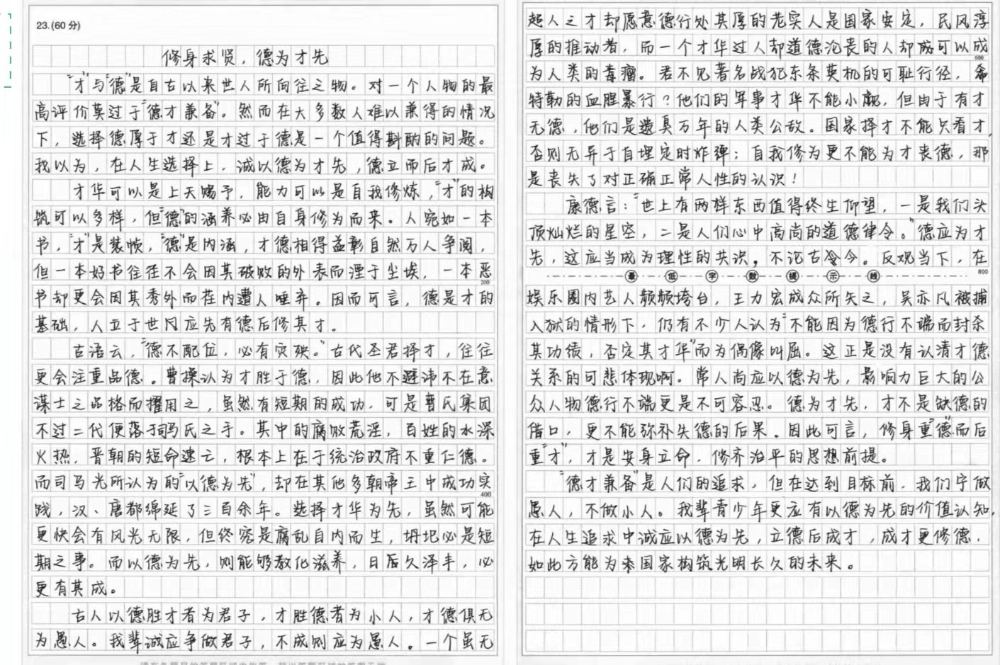 23.(60 分)
修身求贤，德为才先
“才”与“德”是自古以来世人所向往之物。对一个人物的最
高评价莫过于“德才兼备”。然而在大多数人难以兼得的情况
下，选择德厚于才还是才过于德是一个值得斟酌的问题。
我以为，在人生选择上，诚以德为才先，德立而后才成。
才华可以是上天赐予，能力可以是自我修炼，“才”的构
筑可以多样，但“德”的涵养必由自身修为而来。人宛如一本
书，“才”是装帧，“德”是内涵，才德相得益彰自然万人争阅，
但一本好书往往不会因其破败的外表而湮于尘埃，一本恶
200
书却更会因其秀外而在内遭人唾弃。因而可言，德是才的
基础，人立于世间应先有德后修其才。
古语云，“德不配位，必有灾殃。”古代圣君择才，往往
更会注重品德。曹操认为才胜于德，因此他不避讳不在意
谋士之品格而擢用之，虽然有短期的成功，可是曹氏集团
不过二代便落于司马氏之手。其中的腐败荒淫，百姓的水深
火热，晋朝的短命速亡，根本上在于统治政府不重仁德。
而司马光所认为的“以德为先”，却在其他多朝帝王中成功实
400
践，汉、唐都绵延了三百余年。选择才华为先，虽然可能
更快会有风光无限，但终究是腐乱自内而生，坍圮必是短
期之事。而以德为先，则能够教化滋养，日后久泽丰，必
更有其成。
古人以德胜才者为君子，才胜德者为小人，才德俱无
为愚人。我辈诚应争做君子，不成则应为愚人。一个虽无
超人之才却愿意德行处其厚的老实人是国家安定，民风淳
厚的推动者，而一个才华过人却道德沦丧的人却可以成
600
为人类的毒瘤。君不见著名战犯东条英机的可耻行径，希
特勒的血腥暴行？他们的军事才华不能小觑，但由于有才
无德，他们是遗臭万年的人类公敌。国家择才不能只看才，
否则无异于自埋定时炸弹；自我修为更不能为才丧德，那
是丧失了对正确正常人性的认识！
康德言：“世上有两样东西值得终生仰望，一是我们头
顶灿烂的星空，二是人们心中高尚的道德律令。”德应为才
先，这应当成为理性的共识，不论古今。反观当下，在
最低字数提示线
800
娱乐圈内艺人频频垮台，王力宏成众所矢之，吴亦凡被捕
入狱的情形下，仍有不少人认为“不能因为德行不端而封杀
其功绩，否定其才华”而为偶像叫屈。这正是没有认清才德
关系的可悲体现啊。常人尚应以德为先，影响力巨大的公
众人物德行不端更是不可容忍。德为才先，才不是缺德的
借口，更不能弥补失德的后果。因此可言，修身重“德”而后
重“才”，才是安身立命，修齐治平的思想前提。
“德才兼备”是人们的追求，但在达到目标前，我们宁做
愚人，不做小人。我辈青少年更应有以德为先的价值认知，
在人生追求中诚应以德为先，立德后成才，成才更修德，
如此方能为国家构筑光明长久的未来。